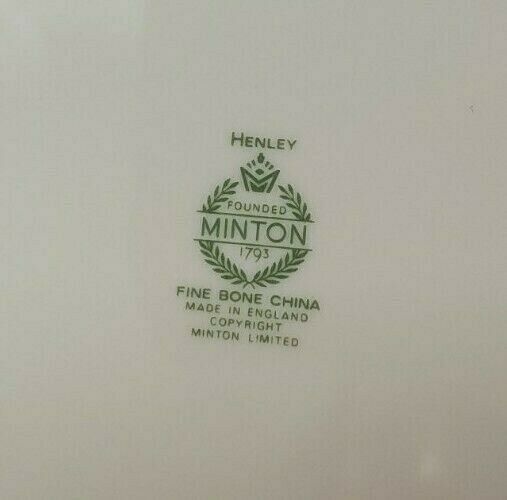 HENLEY
FOUNDED
MINTON
1793
FINE BONE CHINA
MADE IN ENGLAND
COPYRIGHT
MINTON LIMITED